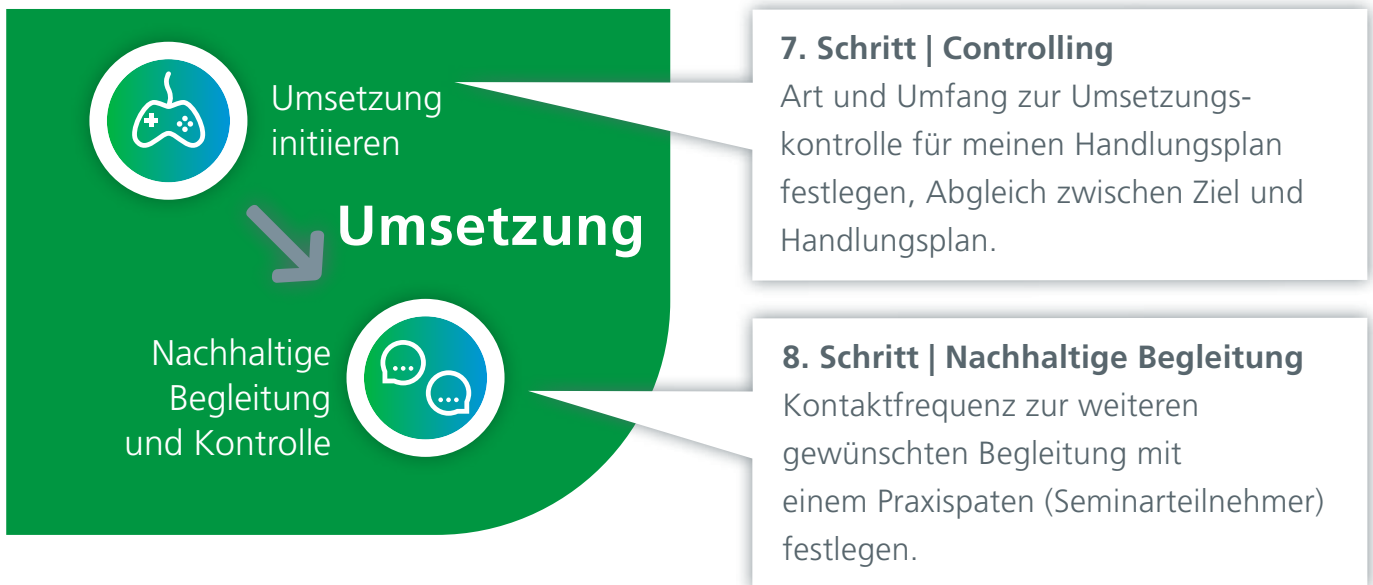 Umsetzung
initiieren
Umsetzung
Nachhaltige
Begleitung
und Kontrolle
7. Schritt | Controlling
Art und Umfang zur Umsetzungs-
kontrolle für meinen Handlungsplan
festlegen, Abgleich zwischen Ziel und
Handlungsplan.
8. Schritt | Nachhaltige Begleitung
Kontaktfrequenz zur weiteren
gewünschten Begleitung mit
einem Praxispaten (Seminarteilnehmer)
festlegen.